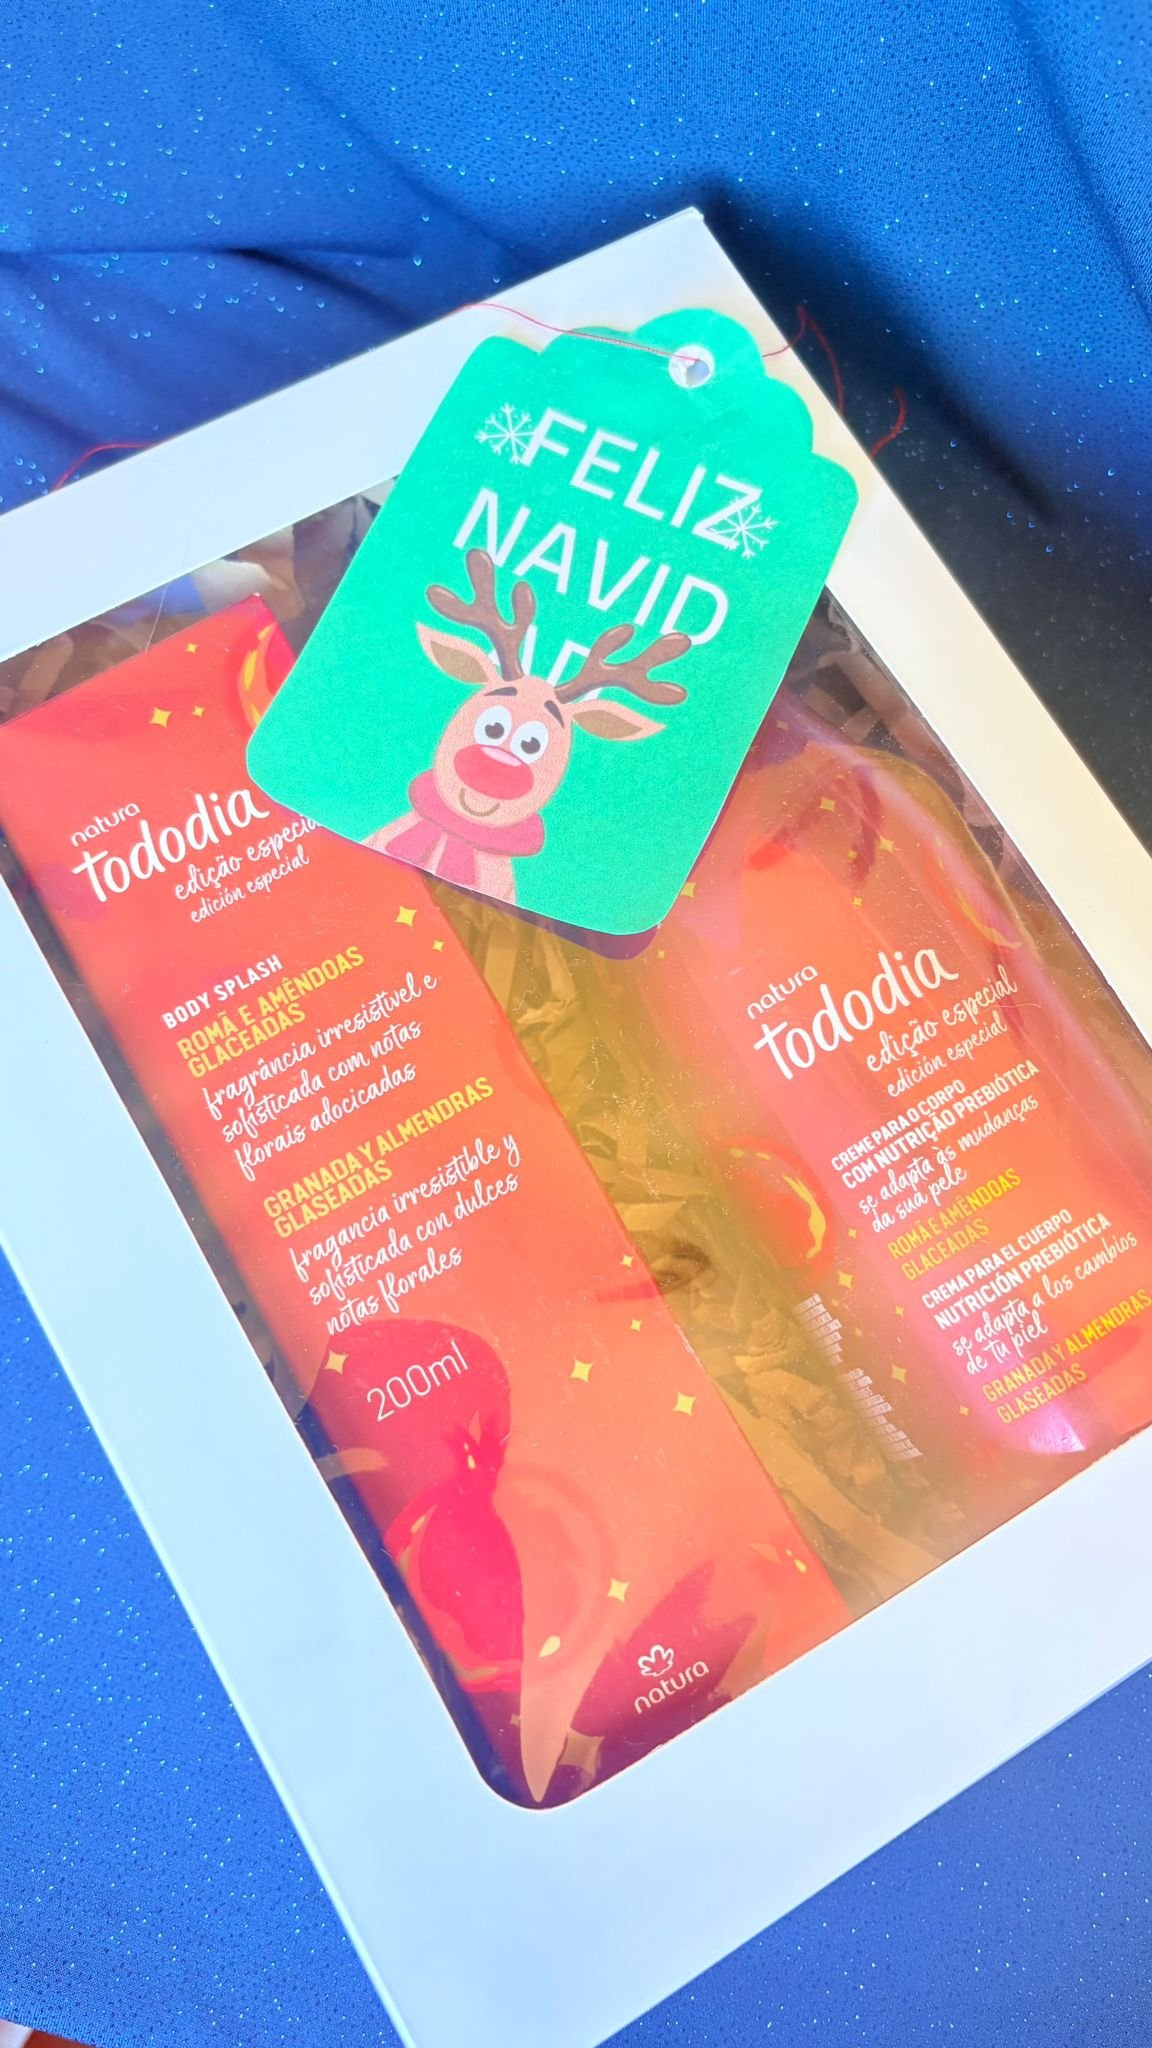 FELIZ
NAVID
AD
natura
tododia
edição especial
edición especial
BODY SPLASH
ROMÃ E AMÊNDOAS
GLACEADAS
fragrância irresistível e
sofisticada com notas
florais adocicadas
GRANADA Y ALMENDRAS
GLASEADAS
fragancia irresistible y
sofisticada con dulces
notas florales
200ml
natura
natura
tododia
edição especial
edición especial
CREME PARA O CORPO
COM NUTRIÇÃO PREBIÓTICA
se adapta às mudanças
da sua pele
ROMÃ E AMÊNDOAS
GLACEADAS
CREMA PARA EL CUERPO
NUTRICIÓN PREBIÓTICA
se adapta a los cambios
de tu piel
GRANADA Y ALMENDRAS
GLASEADAS